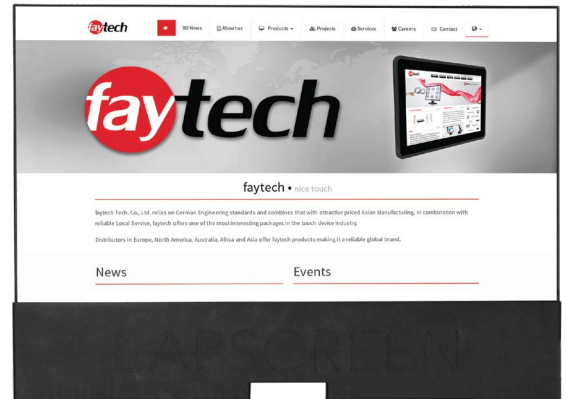 faytech
News
About us
Products
Projects
Services
Careers
Contact
faytech
faytech • nice touch
faytech Tech. Co., Ltd. relies on German Engineering standards and combines that with attractive priced Asian Manufacturing. In combination with
reliable Local Service, faytech offers one of the most interesting packages in the touch device industry.
Distributors in Europe, North America, Australia, Africa and Asia offer faytech products making it a reliable global brand.
News
Events
LAPSCREEN